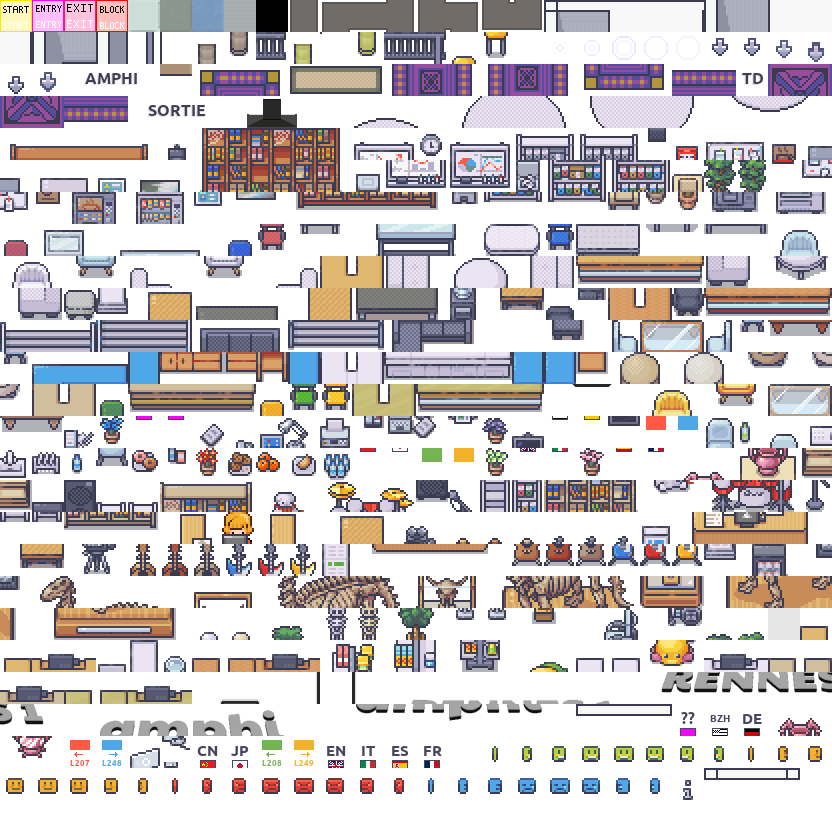 START ENTRY EXIT BLOCK
START ENTRY EXIT BLOCK
AMPHI TD
SORTIE
RENNES
amphi
?? BZH DE
CN JP EN IT ES FR
← ← ← ←
L207 L248 L208 L249